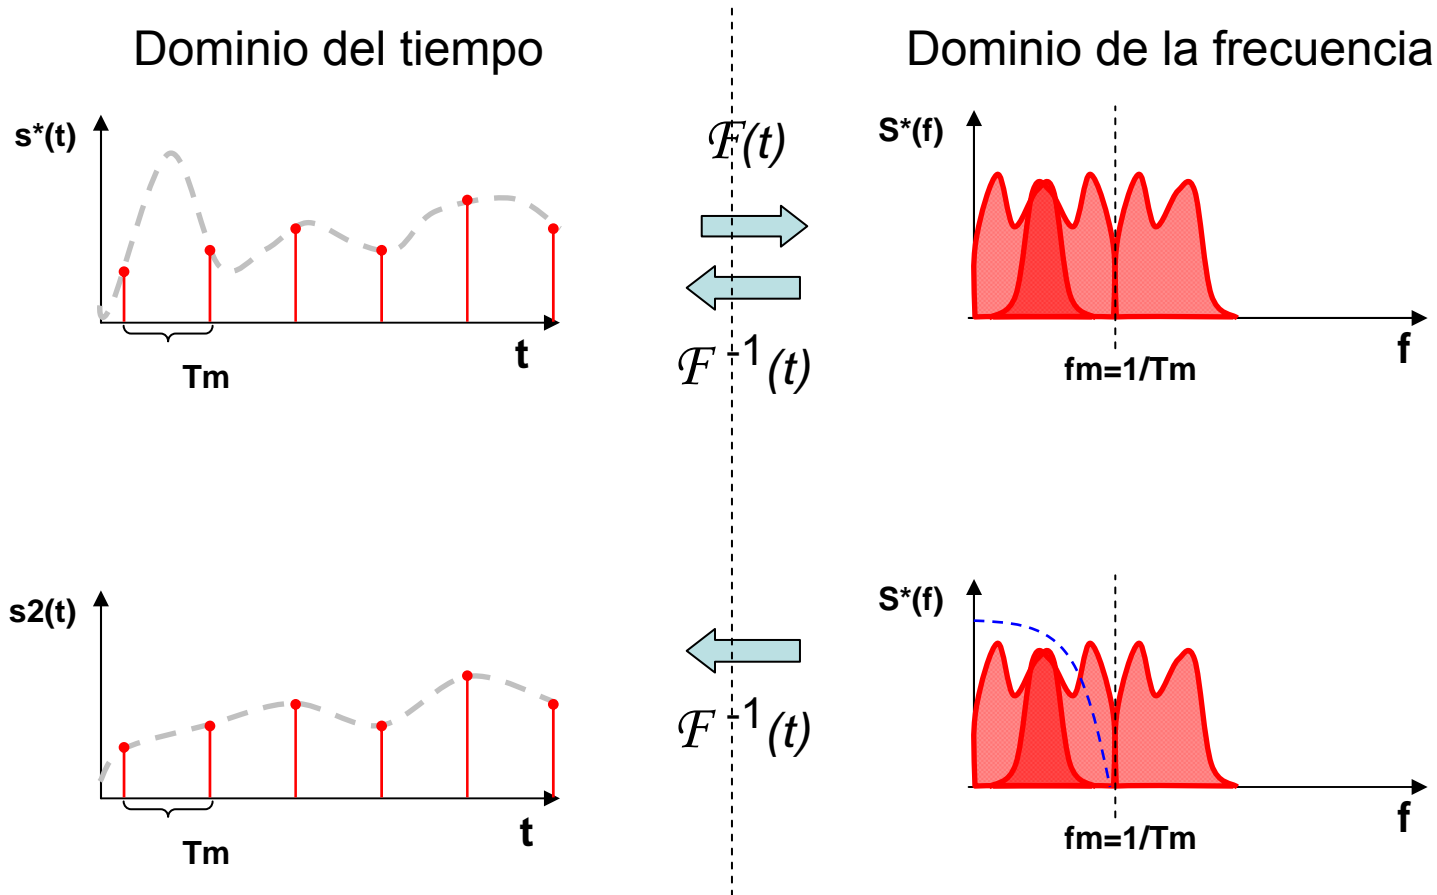 Dominio del tiempo
Dominio de la frecuencia
s*(t)
t
Tm
ℱ(t)
ℱ⁻¹(t)
S*(f)
f
fm=1/Tm
s2(t)
t
Tm
ℱ⁻¹(t)
S*(f)
f
fm=1/Tm